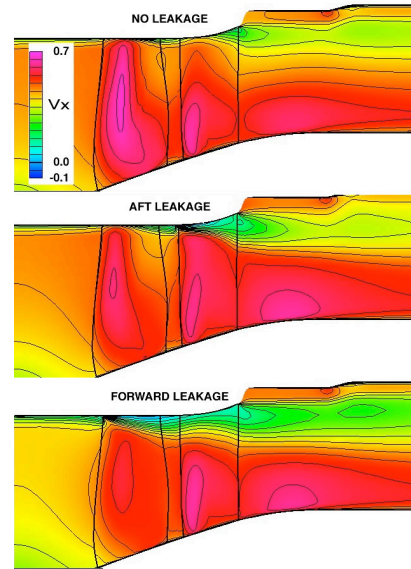 NO LEAKAGE
0.7
Vx
0.0
-0.1
AFT LEAKAGE
FORWARD LEAKAGE